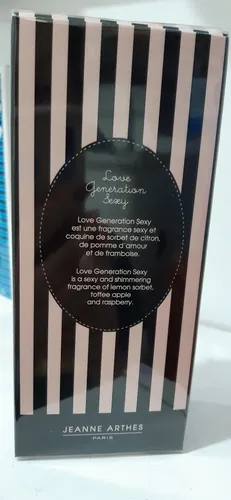 Love
Generation
Sexy
Love Generation Sexy
est une fragrance sexy et
coquine de sorbet de citron,
de pomme d'amour
et de framboise.
Love Generation Sexy
is a sexy and shimmering
fragrance of lemon sorbet,
toffee apple
and raspberry.
JEANNE ARTHES
PARIS